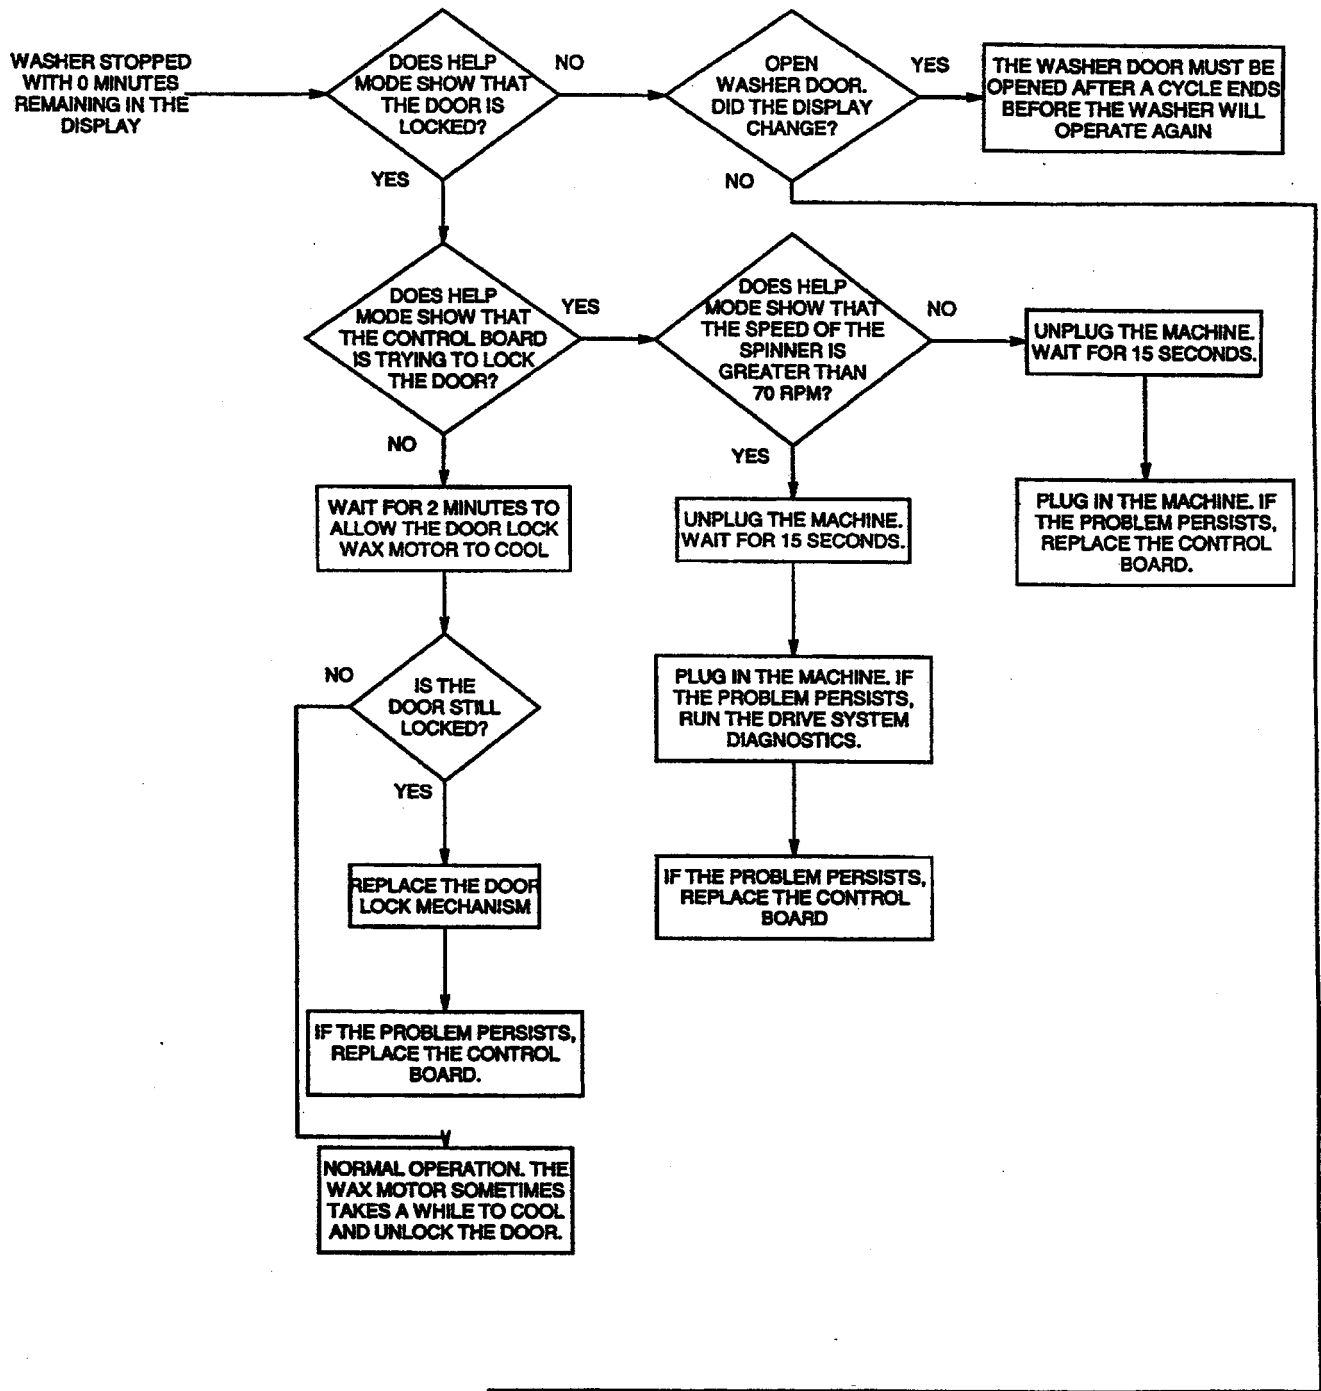 WASHER STOPPED
WITH 0 MINUTES
REMAINING IN THE
DISPLAY
DOES HELP
MODE SHOW THAT
THE DOOR IS
LOCKED?
NO
YES
OPEN
WASHER DOOR.
DID THE DISPLAY
CHANGE?
YES
NO
THE WASHER DOOR MUST BE
OPENED AFTER A CYCLE ENDS
BEFORE THE WASHER WILL
OPERATE AGAIN
DOES HELP
MODE SHOW THAT
THE CONTROL BOARD
IS TRYING TO LOCK
THE DOOR?
YES
NO
DOES HELP
MODE SHOW THAT
THE SPEED OF THE
SPINNER IS
GREATER THAN
70 RPM?
NO
YES
UNPLUG THE MACHINE.
WAIT FOR 15 SECONDS.
PLUG IN THE MACHINE. IF
THE PROBLEM PERSISTS,
REPLACE THE CONTROL
BOARD.
WAIT FOR 2 MINUTES TO
ALLOW THE DOOR LOCK
WAX MOTOR TO COOL
UNPLUG THE MACHINE.
WAIT FOR 15 SECONDS.
IS THE
DOOR STILL
LOCKED?
NO
YES
PLUG IN THE MACHINE. IF
THE PROBLEM PERSISTS,
RUN THE DRIVE SYSTEM
DIAGNOSTICS.
REPLACE THE DOOR
LOCK MECHANISM
IF THE PROBLEM PERSISTS,
REPLACE THE CONTROL
BOARD
IF THE PROBLEM PERSISTS,
REPLACE THE CONTROL
BOARD.
NORMAL OPERATION. THE
WAX MOTOR SOMETIMES
TAKES A WHILE TO COOL
AND UNLOCK THE DOOR.